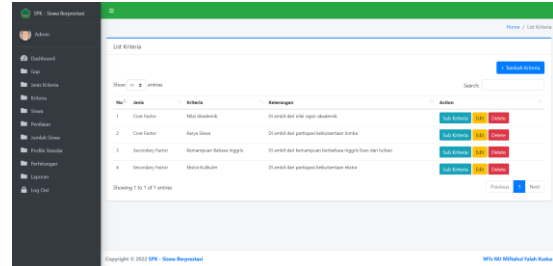 SPK - Siswa Berprestasi
Admin
Dashboard
Gap
Jenis Kriteria
Kriteria
Siswa
Penilaian
Jumlah Siswa
Profile Standar
Perhitungan
Laporan
Log Out
Home / List Kriteria
List Kriteria
+ Tambah Kriteria
Show entries
Search:
No Jenis Kriteria Keterangan Action
1 Core Factor Nilai Akademik Di ambil dari nilai rapor akademik Sub Kriteria Edit Delete
2 Core Factor Karya Siswa Di ambil dari partisipasi keikutsertaan lomba Sub Kriteria Edit Delete
3 Secondary Factor Kemampuan Bahasa Inggris Di ambil dari kemampuan berbahasa Inggris lisan dan tulisan Sub Kriteria Edit Delete
4 Secondary Factor Ekstra Kulikuler Di ambil dari partisipasi keikutsertaan ekstra Sub Kriteria Edit Delete
Showing 1 to 1 of 1 entries
Previous 1 Next
Copyright © 2022 SPK - Siswa Berprestasi
MTs NU Miftahul Falah Kudus